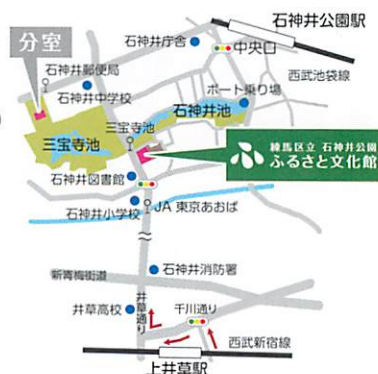 石神井公園駅
石神井庁舎
中央口
分室
石神井郵便局
西武池袋線
石神井中学校
ボート乗り場
石神井池
三宝寺池
三宝寺池
練馬区立 石神井公園
ふるさと文化館
石神井図書館
石神井小学校
JA 東京あおば
石神井消防署
新青梅街道
井草通り
井草高校
千川通り
西武新宿線
上井草駅